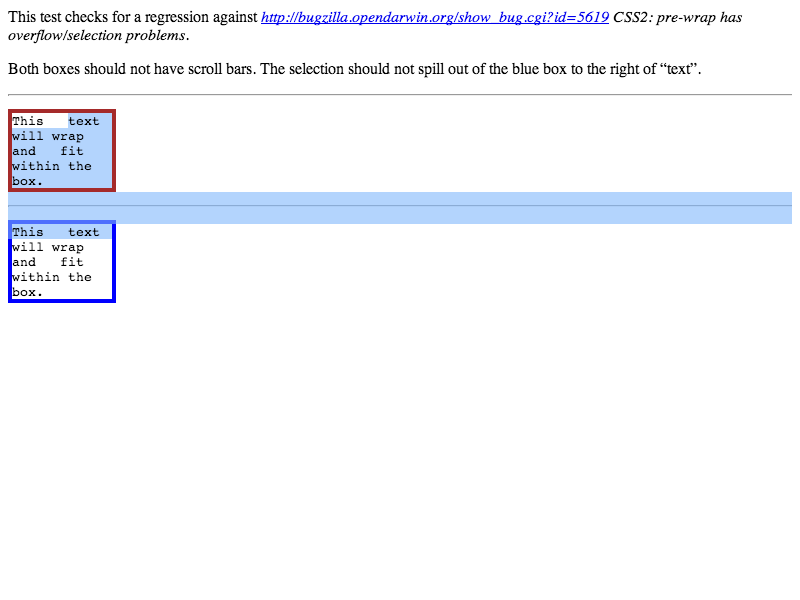 This test checks for a regression against http://bugzilla.opendarwin.org/show_bug.cgi?id=5619 CSS2: pre-wrap has
overflow/selection problems.
Both boxes should not have scroll bars. The selection should not spill out of the blue box to the right of “text”.
This   text
will wrap
and   fit
within the
box.
This   text
will wrap
and   fit
within the
box.